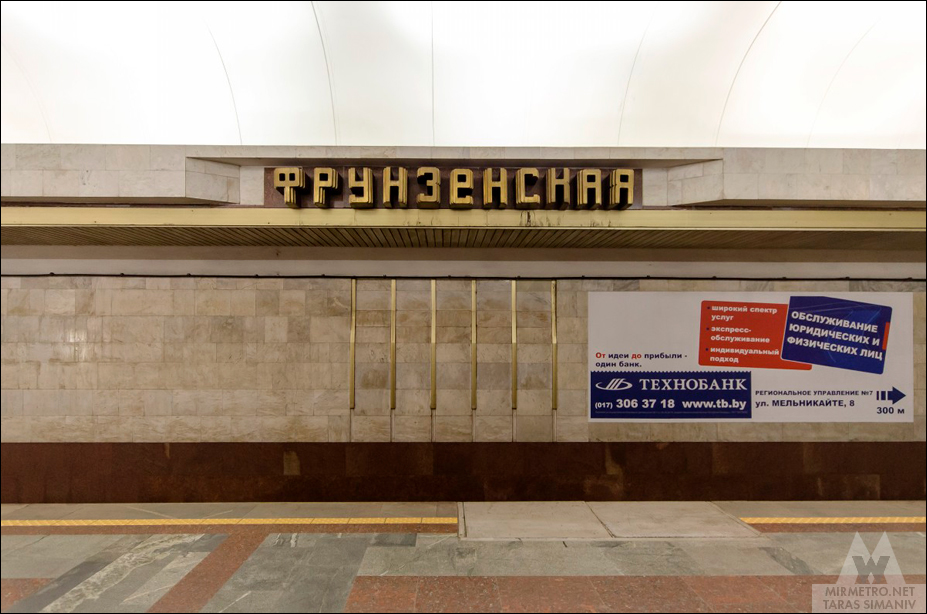 ФРУНЗЕНСКАЯ
• широкий спектр
услуг
• экспресс-
обслуживание
• индивидуальный
подход
ОБСЛУЖИВАНИЕ
ЮРИДИЧЕСКИХ И
ФИЗИЧЕСКИХ ЛИЦ
От идеи до прибыли -
один банк.
ТЕХНОБАНК
(017) 306 37 18 www.tb.by
РЕГИОНАЛЬНОЕ УПРАВЛЕНИЕ №7
ул. МЕЛЬНИКАЙТЕ, 8
300 м
MIRMETRO.NET
TARAS SIMANIV